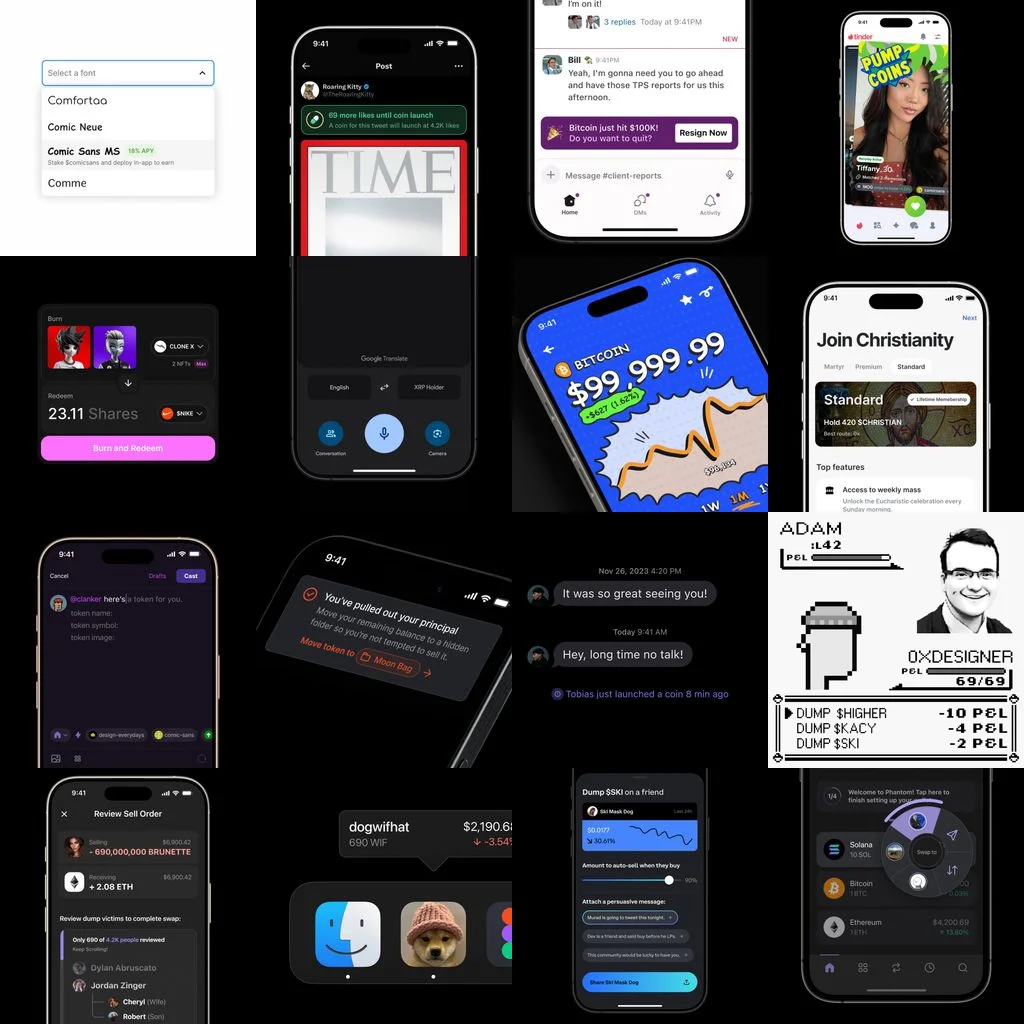 Select a font
Comfortaa
Comic Neue
Comic Sans MS 18% APY
Stake $comicsans and deploy in-app to earn
Comme
9:41
Post
Roaring Kitty
@TheRoaringKitty
69 more likes until coin launch
A coin for this tweet will launch at 4.2K likes
TIME
I'm on it!
3 replies Today at 9:41PM
NEW
Bill 9:41PM
Yeah, I'm gonna need you to go ahead
and have those TPS reports for us this
afternoon.
Bitcoin just hit $100K!
Do you want to quit?
Resign Now
Message #client-reports
Home
DMs
Activity
9:41
tinder
PUMP
COINS
Recently Active
Tiffany, 30
Burn
CLONE X
2 NFTs Max
Redeem
23.11 Shares
$NIKE
Burn and Redeem
Google Translate
English
XRP Holder
Conversation
Camera
9:41
BITCOIN
$99,999.99
+$627 (1.62%)
1W
1M
9:41
Next
Join Christianity
Martyr
Premium
Standard
Standard
Lifetime Memebership
Hold 420 $CHRISTIAN
Best route: 0x
XC
Top features
Access to weekly mass
Unlock the Eucharistic celebration every
Sunday morning.
9:41
Cancel
Drafts
Cast
@clanker here's a token for you.
token name:
token symbol:
token image:
design-everydays
comic-sans
9:41
You've pulled out your principal
Move your remaining balance to a hidden
folder so you're not tempted to sell it.
Move token to Moon Bag
Nov 26, 2023 4:20 PM
It was so great seeing you!
Today 9:41 AM
Hey, long time no talk!
Tobias just launched a coin 8 min ago
ADAM
:L42
P&L
0XDESIGNER
P&L
69/69
DUMP $HIGHER -10 P&L
DUMP $KACY -4 P&L
DUMP $SKI -2 P&L
9:41
Review Sell Order
Selling
$6,900.42
- 690,000,000 BRUNETTE
Receiving
$6,900.42
+ 2.08 ETH
Review dump victims to complete swap:
Only 690 of 4.2K people reviewed
Keep Scrolling!
Dylan Abruscato
Jordan Zinger
Cheryl (Wife)
Robert (Son)
dogwifhat
$2,190.68
690 WIF
-3.54%
Dump $SKI on a friend
Ski Mask Dog
Last 24h
$0.0177
30.61%
Amount to auto-sell when they buy
90%
Attach a persuasive message:
Murad is going to tweet this tonight.
Dev is a friend and said buy before he LPs.
This community would be lucky to have you.
Share Ski Mask Dog
1/4
Welcome to Phantom! Tap here to
finish setting up your
Solana
10 SOL
Swap to
Bitcoin
1 BTC
Ethereum
1 ETH
$4,200.69
+ 13.80%